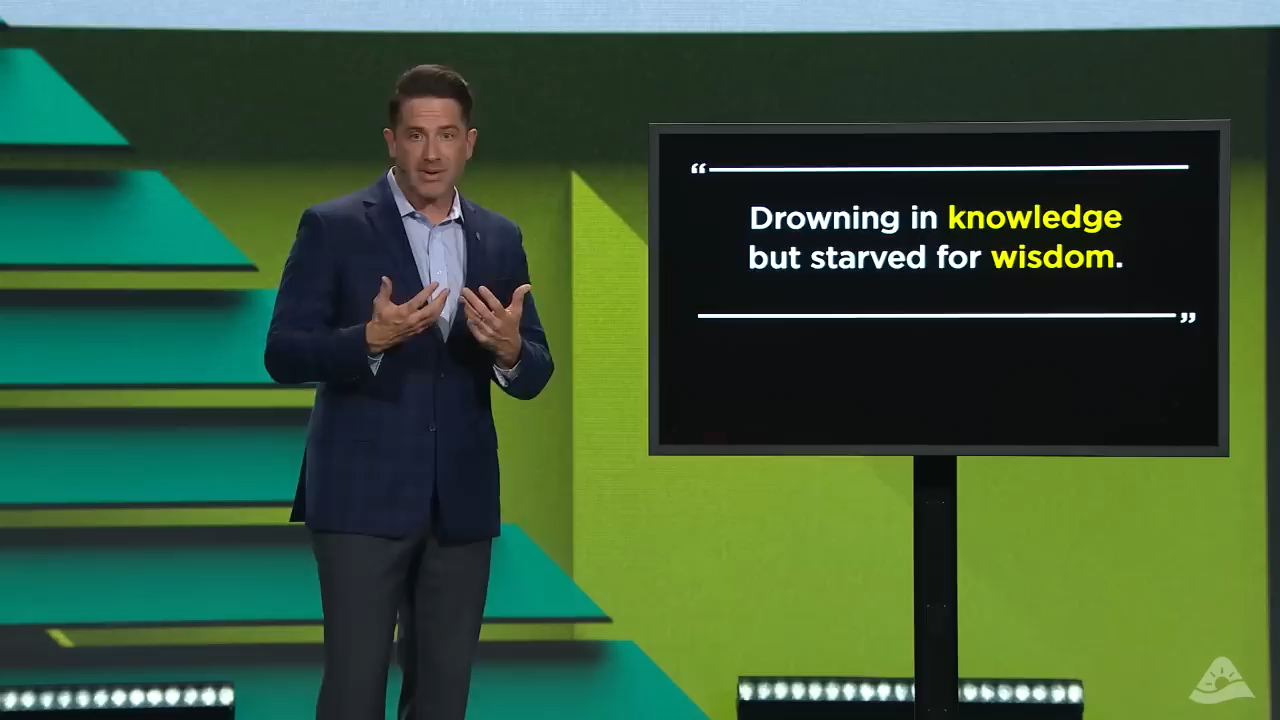 “
Drowning in knowledge
but starved for wisdom.
”